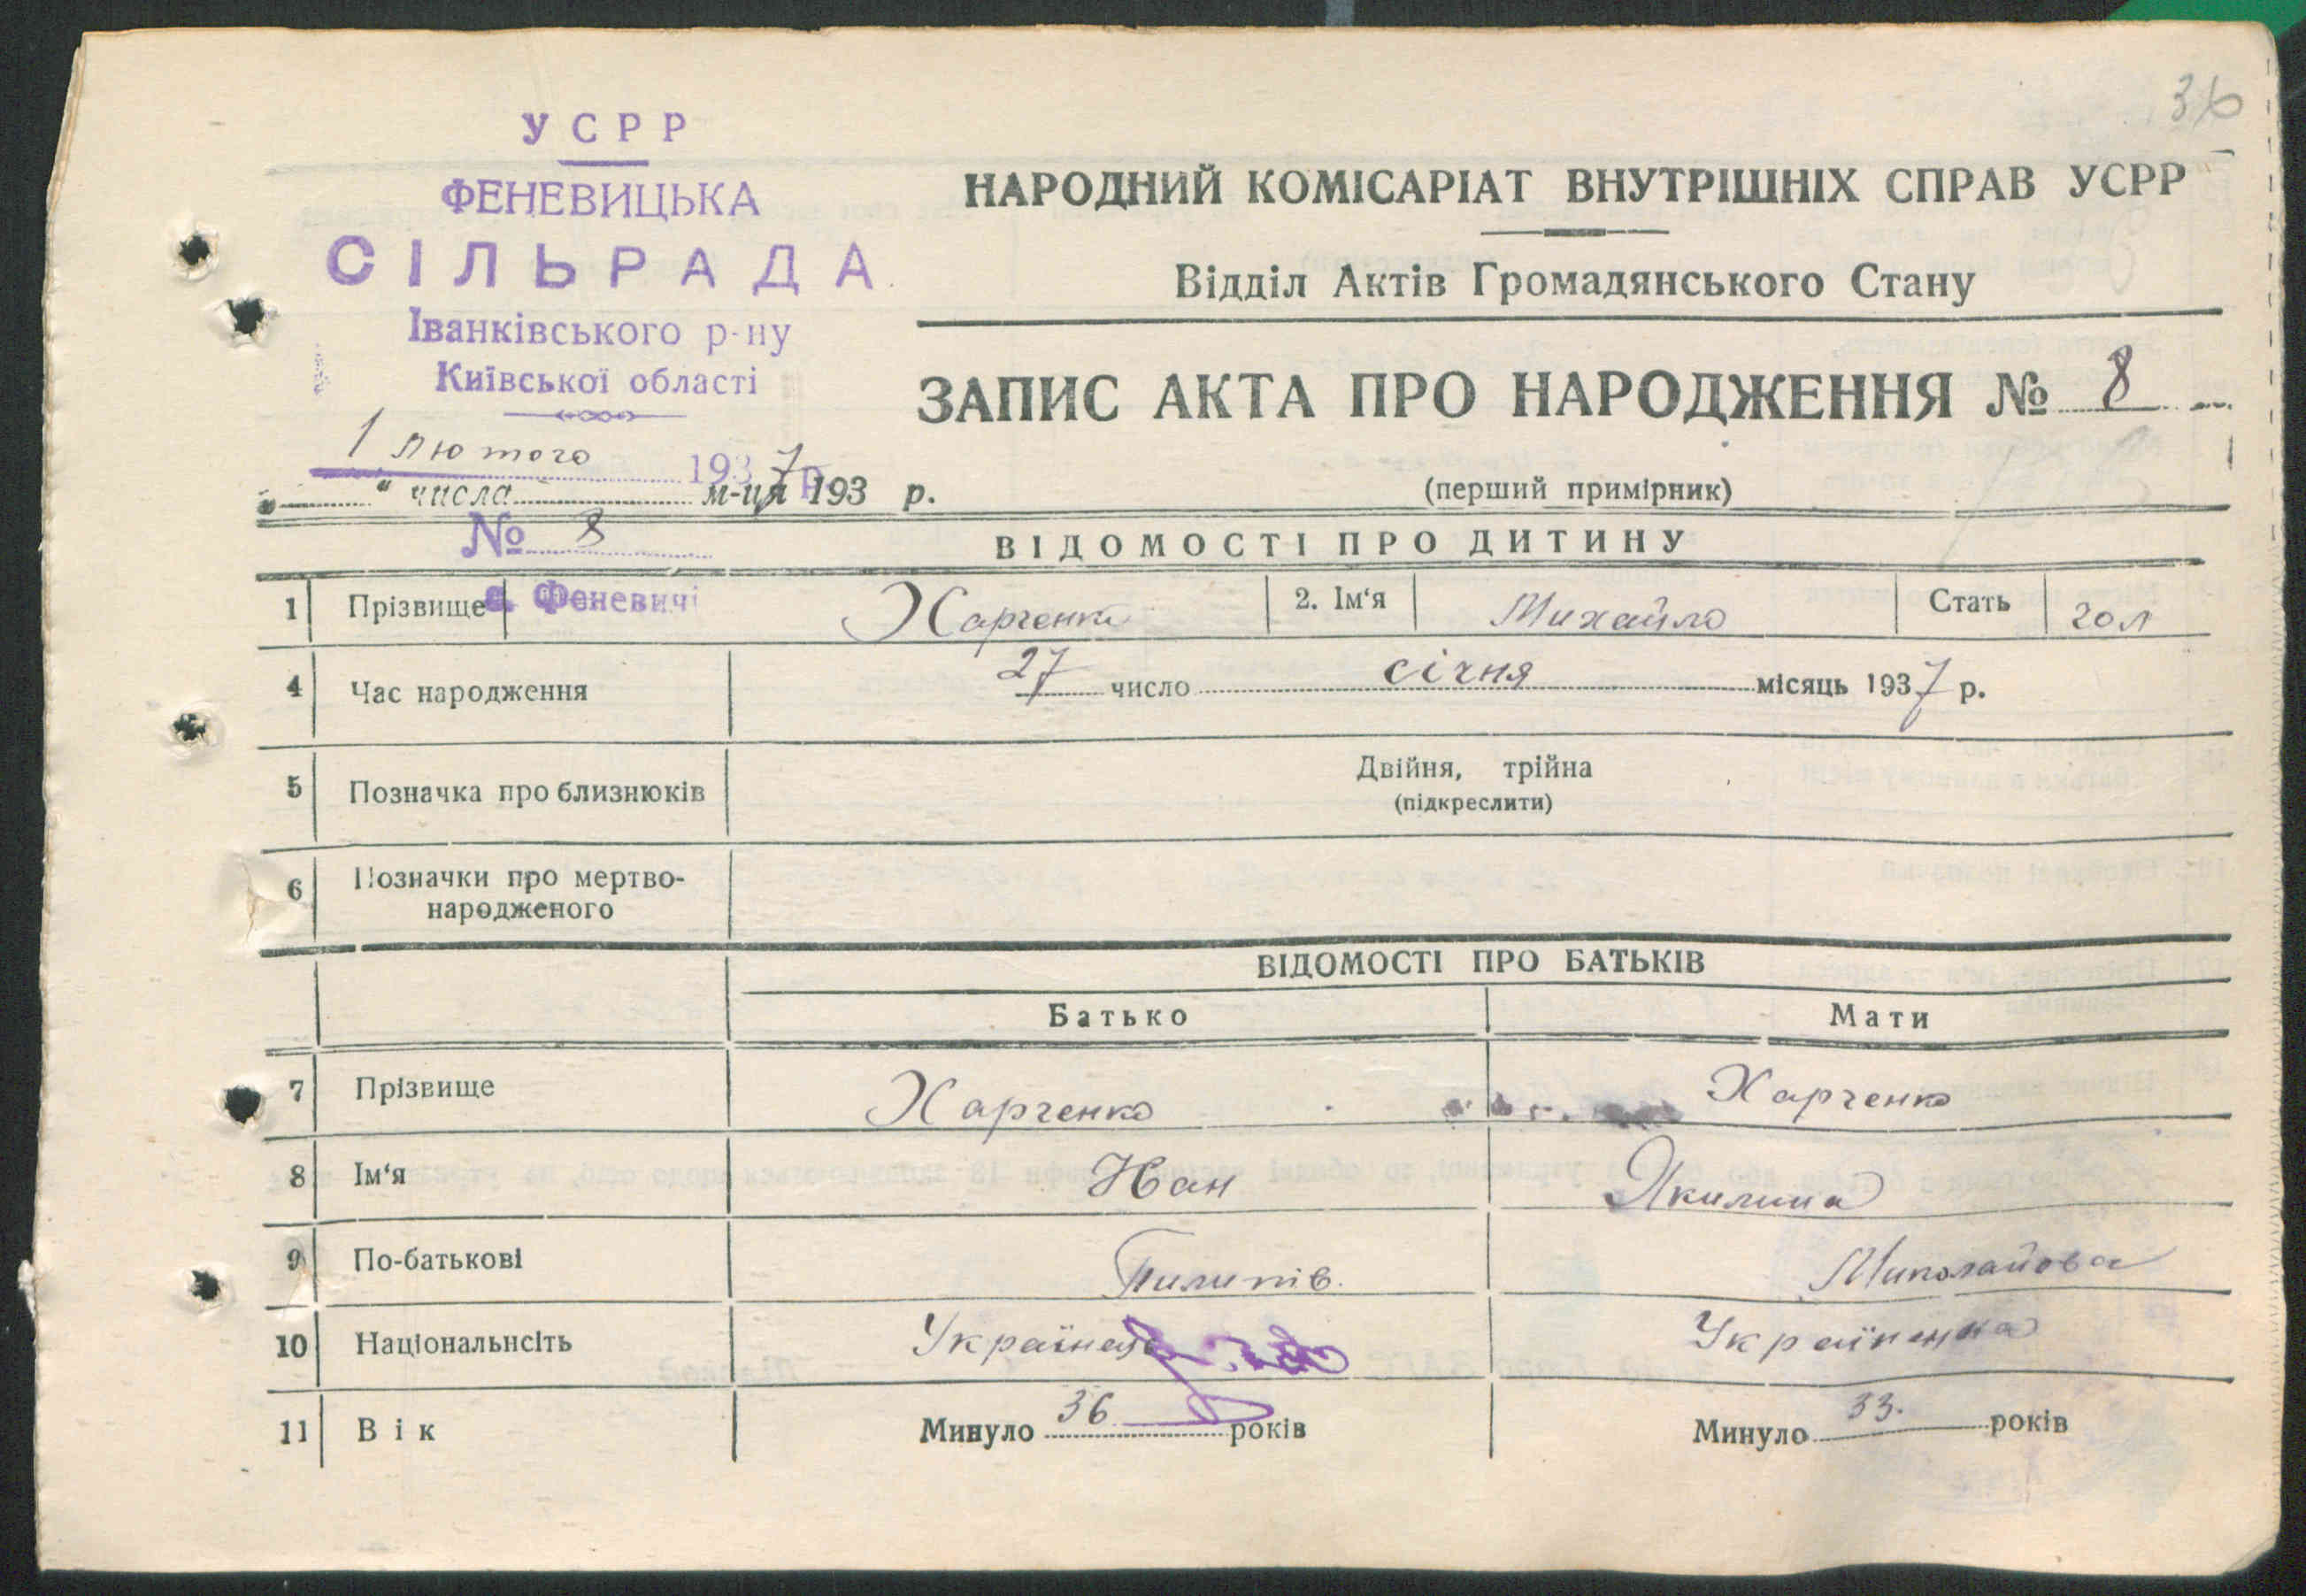 36
УСРР
ФЕНЕВИЦЬКА
СІЛЬРАДА
Іванківського р-ну
Київської області
1 лютого 1937 р.
"____" числа ____ м-ця 193 р.
№ 8
с. Феневичі
НАРОДНИЙ КОМІСАРІАТ ВНУТРІШНІХ СПРАВ УСРР
Відділ Актів Громадянського Стану
ЗАПИС АКТА ПРО НАРОДЖЕННЯ № 8
(перший примірник)
ВІДОМОСТІ ПРО ДИТИНУ
1 Прізвище Харченко 2. Ім‘я Михайло Стать чол
4 Час народження 27 число січня місяць 1937 р.
5 Позначка про близнюків Двійня, трійна
(підкреслити)
6 Позначки про мертво-
народженого
ВІДОМОСТІ ПРО БАТЬКІВ
Батько Мати
7 Прізвище Харченко Харченко
8 Ім‘я Якилина
9 По-батькові Пилипів. Миколайова
10 Національнсіть Українець Українка
11 Вік Минуло 36 років Минуло 33. років